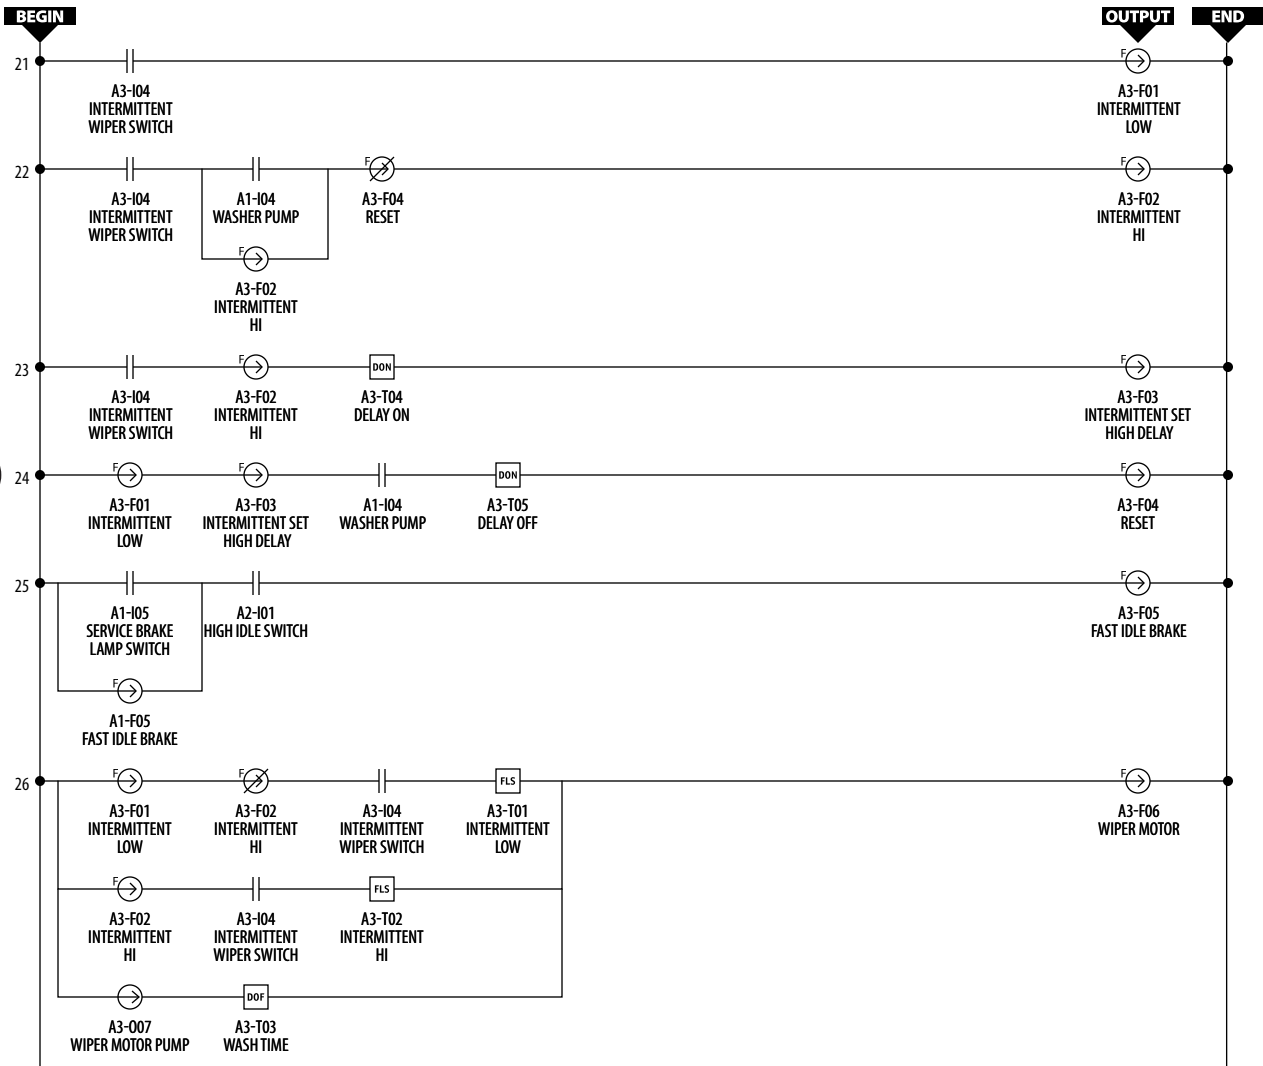 BEGIN
OUTPUT
END
21
F
A3-I04
INTERMITTENT
WIPER SWITCH
A3-F01
INTERMITTENT
LOW
22
F
F
A3-I04
INTERMITTENT
WIPER SWITCH
A1-I04
WASHER PUMP
A3-F04
RESET
A3-F02
INTERMITTENT
HI
F
A3-F02
INTERMITTENT
HI
23
F
DON
F
A3-I04
INTERMITTENT
WIPER SWITCH
A3-F02
INTERMITTENT
HI
A3-T04
DELAY ON
A3-F03
INTERMITTENT SET
HIGH DELAY
24
F
F
DON
F
A3-F01
INTERMITTENT
LOW
A3-F03
INTERMITTENT SET
HIGH DELAY
A1-I04
WASHER PUMP
A3-T05
DELAY OFF
A3-F04
RESET
25
F
A1-I05
SERVICE BRAKE
LAMP SWITCH
A2-I01
HIGH IDLE SWITCH
A3-F05
FAST IDLE BRAKE
F
A1-F05
FAST IDLE BRAKE
26
F
F
FLS
F
A3-F01
INTERMITTENT
LOW
A3-F02
INTERMITTENT
HI
A3-I04
INTERMITTENT
WIPER SWITCH
A3-T01
INTERMITTENT
LOW
A3-F06
WIPER MOTOR
F
FLS
A3-F02
INTERMITTENT
HI
A3-I04
INTERMITTENT
WIPER SWITCH
A3-T02
INTERMITTENT
HI
DOF
A3-O07
WIPER MOTOR PUMP
A3-T03
WASH TIME